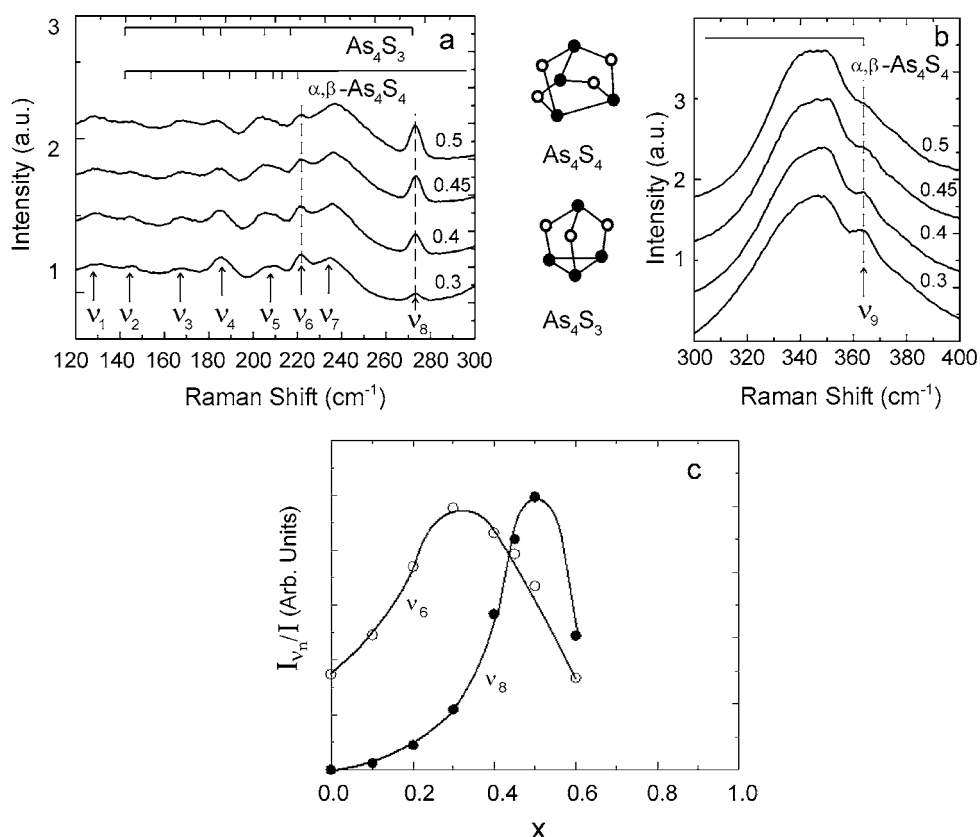 3
2
1
Intensity (a.u.)
a
As₄S₃
α,β-As₄S₄
0.5
0.45
0.4
0.3
ν₁
ν₂
ν₃
ν₄
ν₅
ν₆
ν₇
ν₈
120 140 160 180 200 220 240 260 280 300
Raman Shift (cm⁻¹)
As₄S₄
As₄S₃
3
2
1
Intensity (a.u.)
b
α,β-As₄S₄
0.5
0.45
0.4
0.3
ν₉
300 320 340 360 380 400
Raman Shift (cm⁻¹)
c
I_νₙ/I (Arb. Units)
ν₆
ν₈
0.0 0.2 0.4 0.6 0.8 1.0
x